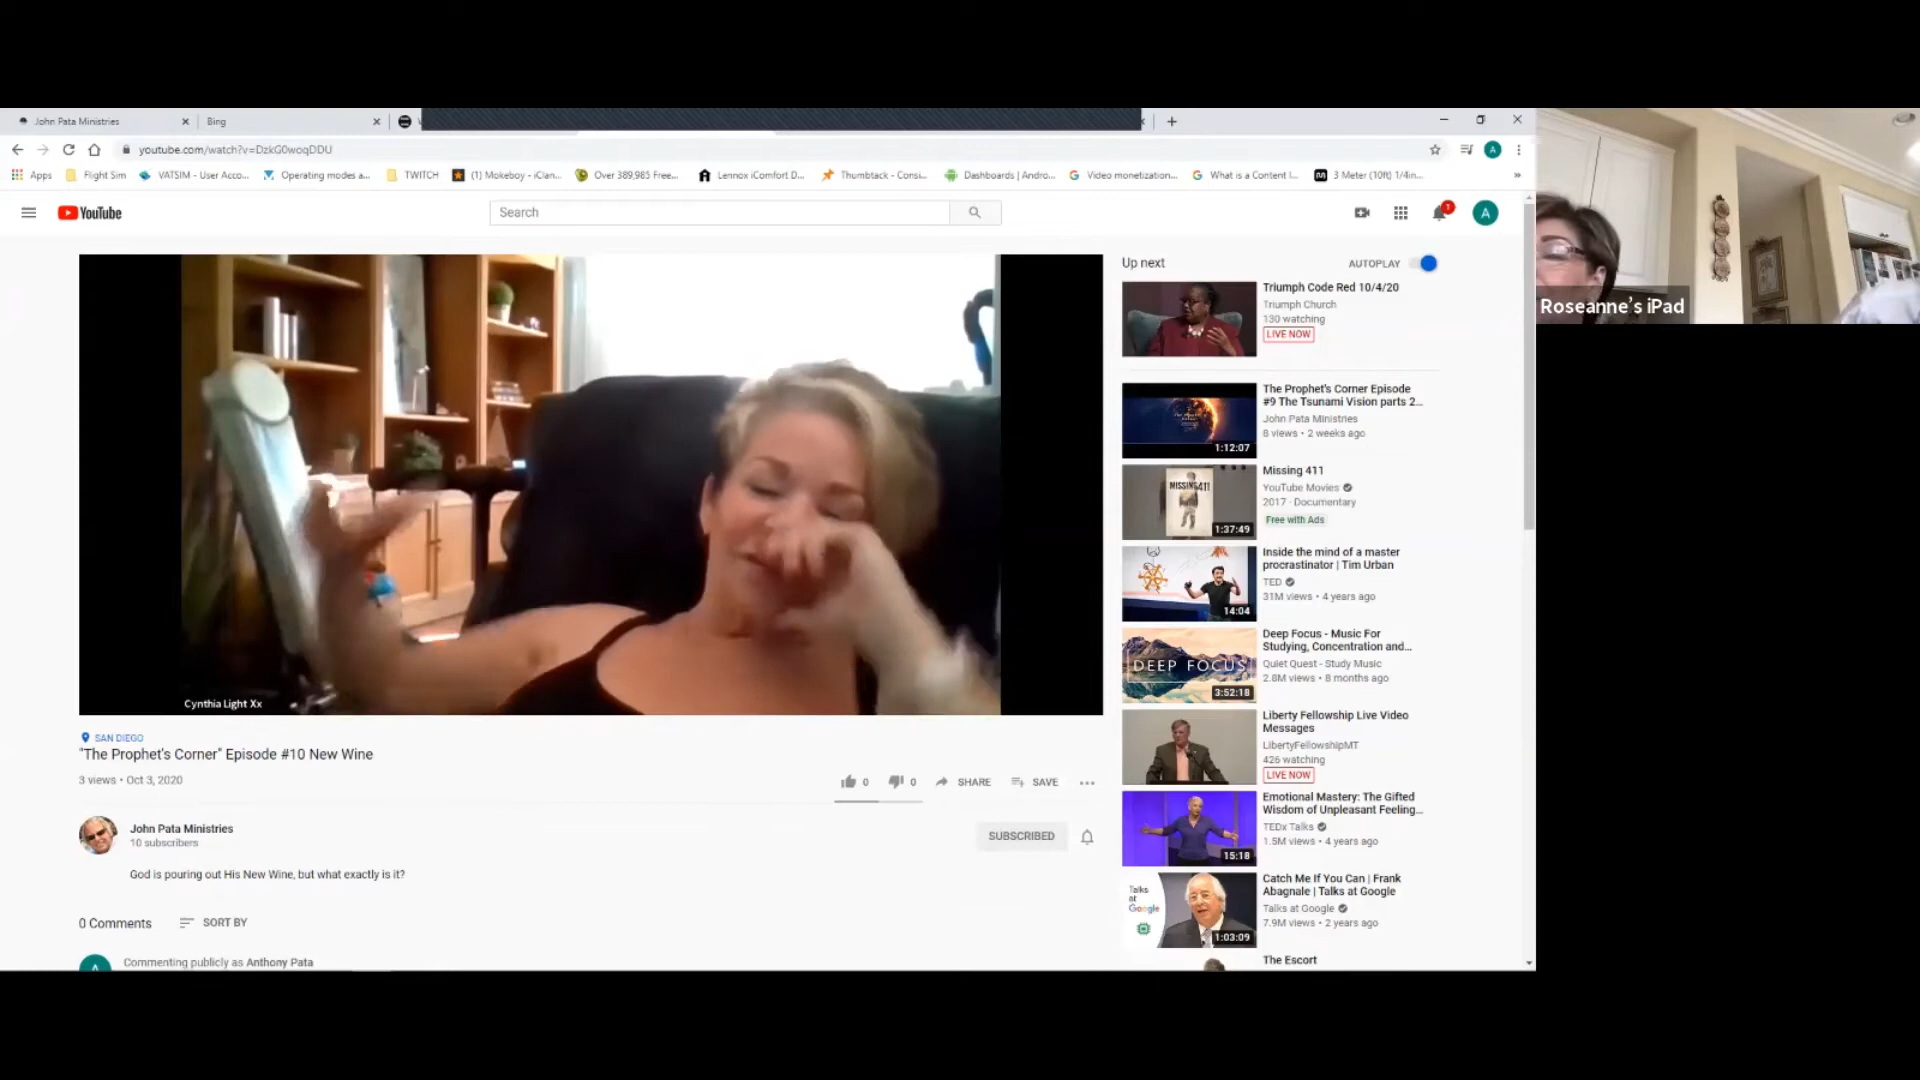 John Pata Ministries
Bing
youtube.com/watch?v=DzkG0woqDDU
Apps
Flight Sim
VATSIM - User Acco...
Operating modes a...
TWITCH
(1) Mokeboy - iClan...
Over 389,985 Free...
Lennox iComfort D...
Thumbtack - Consi...
Dashboards | Andro...
Video monetization...
What is a Content I...
3 Meter (10ft) 1/4in...
YouTube
Search
1
A
Up next
AUTOPLAY
Triumph Code Red 10/4/20
Triumph Church
130 watching
LIVE NOW
The Prophet's Corner Episode
#9 The Tsunami Vision parts 2...
John Pata Ministries
8 views • 2 weeks ago
1:12:07
Missing 411
YouTube Movies
2017 · Documentary
Free with Ads
MISSING 411
1:37:49
Inside the mind of a master
procrastinator | Tim Urban
TED
31M views • 4 years ago
14:04
Deep Focus - Music For
Studying, Concentration and...
Quiet Quest - Study Music
2.8M views • 8 months ago
DEEP FOCUS
3:52:18
Liberty Fellowship Live Video
Messages
LibertyFellowshipMT
426 watching
LIVE NOW
Emotional Mastery: The Gifted
Wisdom of Unpleasant Feeling...
TEDx Talks
1.5M views • 4 years ago
15:18
Catch Me If You Can | Frank
Abagnale | Talks at Google
Talks at Google
7.9M views • 2 years ago
Talks
at
Google
1:03:09
The Escort
Cynthia Light Xx
SAN DIEGO
"The Prophet's Corner" Episode #10 New Wine
3 views • Oct 3, 2020
0
0
SHARE
SAVE
John Pata Ministries
10 subscribers
SUBSCRIBED
God is pouring out His New Wine, but what exactly is it?
0 Comments
SORT BY
A
Commenting publicly as Anthony Pata
Roseanne's iPad